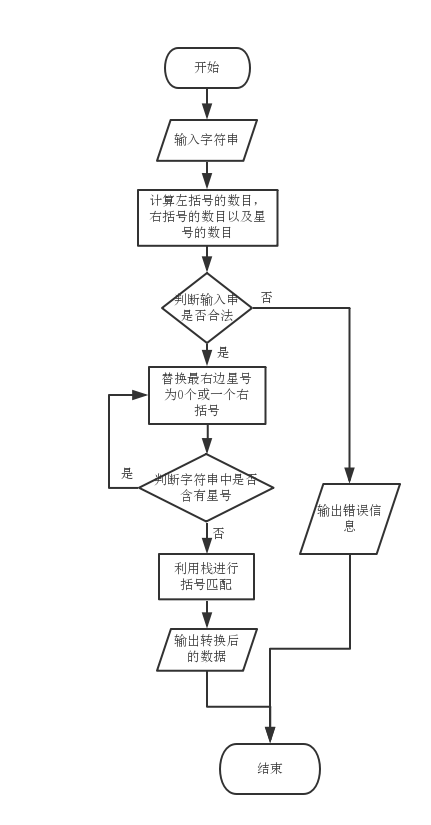 开始
输入字符串
计算左括号的数目，
右括号的数目以及星
号的数目
判断输入串
是否合法
否
是
替换最右边星号
为0个或一个右
括号
是
判断字符串中是否
含有星号
否
输出错误信
息
利用栈进行
括号匹配
输出转换后
的数据
结束